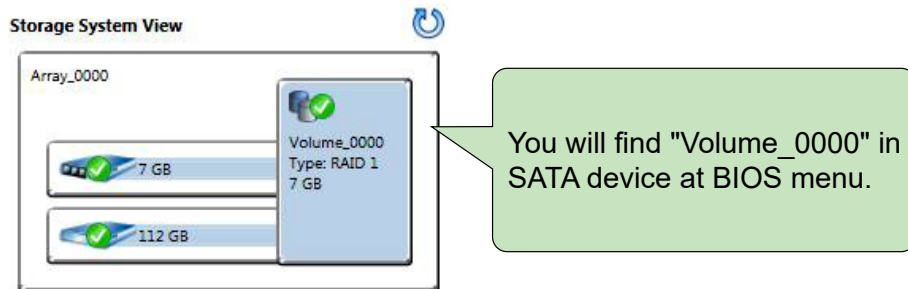 Storage System View
Array_0000
Volume_0000
Type: RAID 1
7 GB
7 GB
112 GB
You will find "Volume_0000" in
SATA device at BIOS menu.